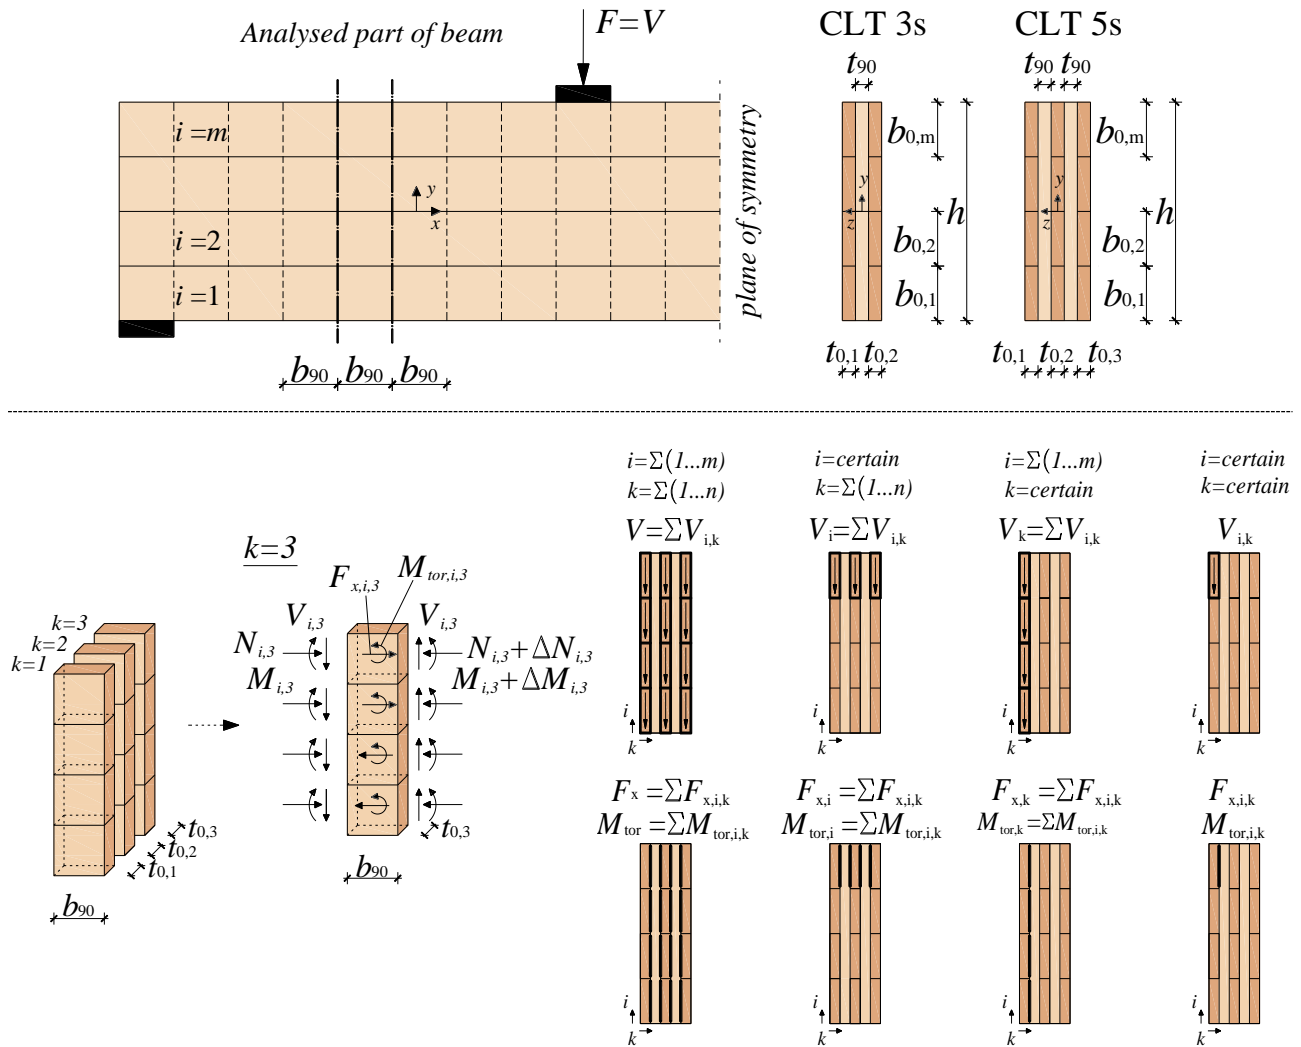 Analysed part of beam
F=V
CLT 3s
CLT 5s
t90
t90 t90
i =m
b0,m
b0,m
y
x
y
z
y
z
h
h
i =2
b0,2
b0,2
i =1
b0,1
b0,1
plane of symmetry
t0,1 t0,2
t0,1 t0,2 t0,3
b90 b90 b90
i=Σ(1...m)
k=Σ(1...n)
i=certain
k=Σ(1...n)
i=Σ(1...m)
k=certain
i=certain
k=certain
V=ΣVi,k
Vi=ΣVi,k
Vk=ΣVi,k
Vi,k
k=3
Fx,i,3
Mtor,i,3
Vi,3
Vi,3
Ni,3
Ni,3+ΔNi,3
Mi,3
Mi,3+ΔMi,3
k=3
k=2
k=1
i
k
i
k
i
k
i
k
t0,3
t0,2
t0,1
b90
t0,3
b90
Fx =ΣFx,i,k
Mtor =ΣMtor,i,k
Fx,i =ΣFx,i,k
Mtor,i =ΣMtor,i,k
Fx,k =ΣFx,i,k
Mtor,k =ΣMtor,i,k
Fx,i,k
Mtor,i,k
i
k
i
k
i
k
i
k